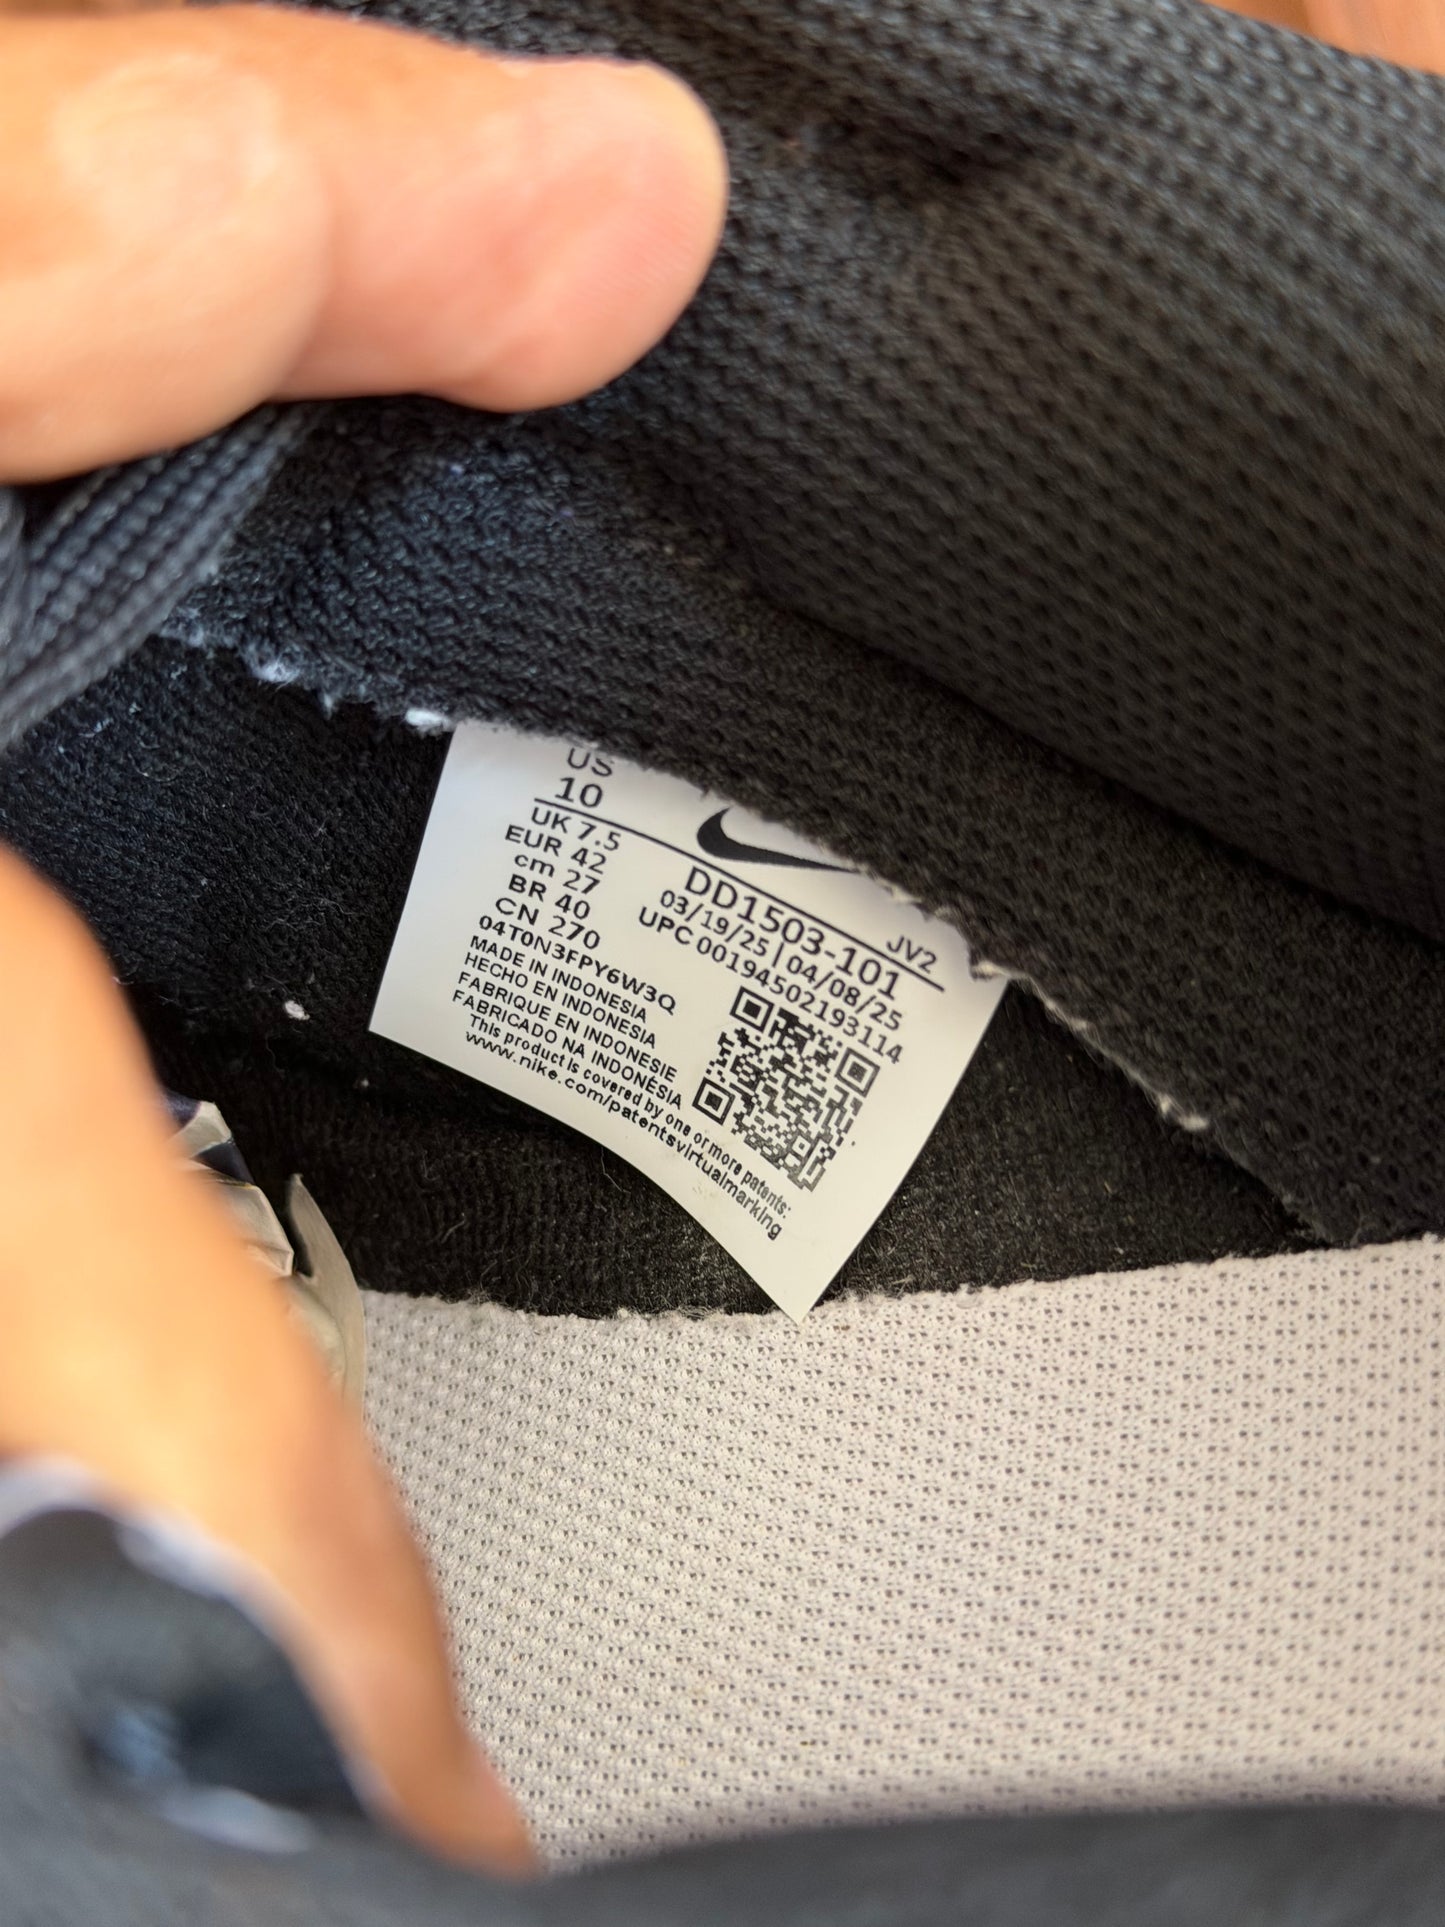 US
10
UK 7.5
EUR 42
cm 27
BR 40
CN 270
04T0N3FPY6W3Q
MADE IN INDONESIA
HECHO EN INDONESIA
FABRIQUE EN INDONESIE
FABRICADO NA INDONÉSIA
This product is covered by one or more patents:
www.nike.com/patentsvirtualmarking
JV2
DD1503-101
03/19/25 | 04/08/25
UPC 00194502193114